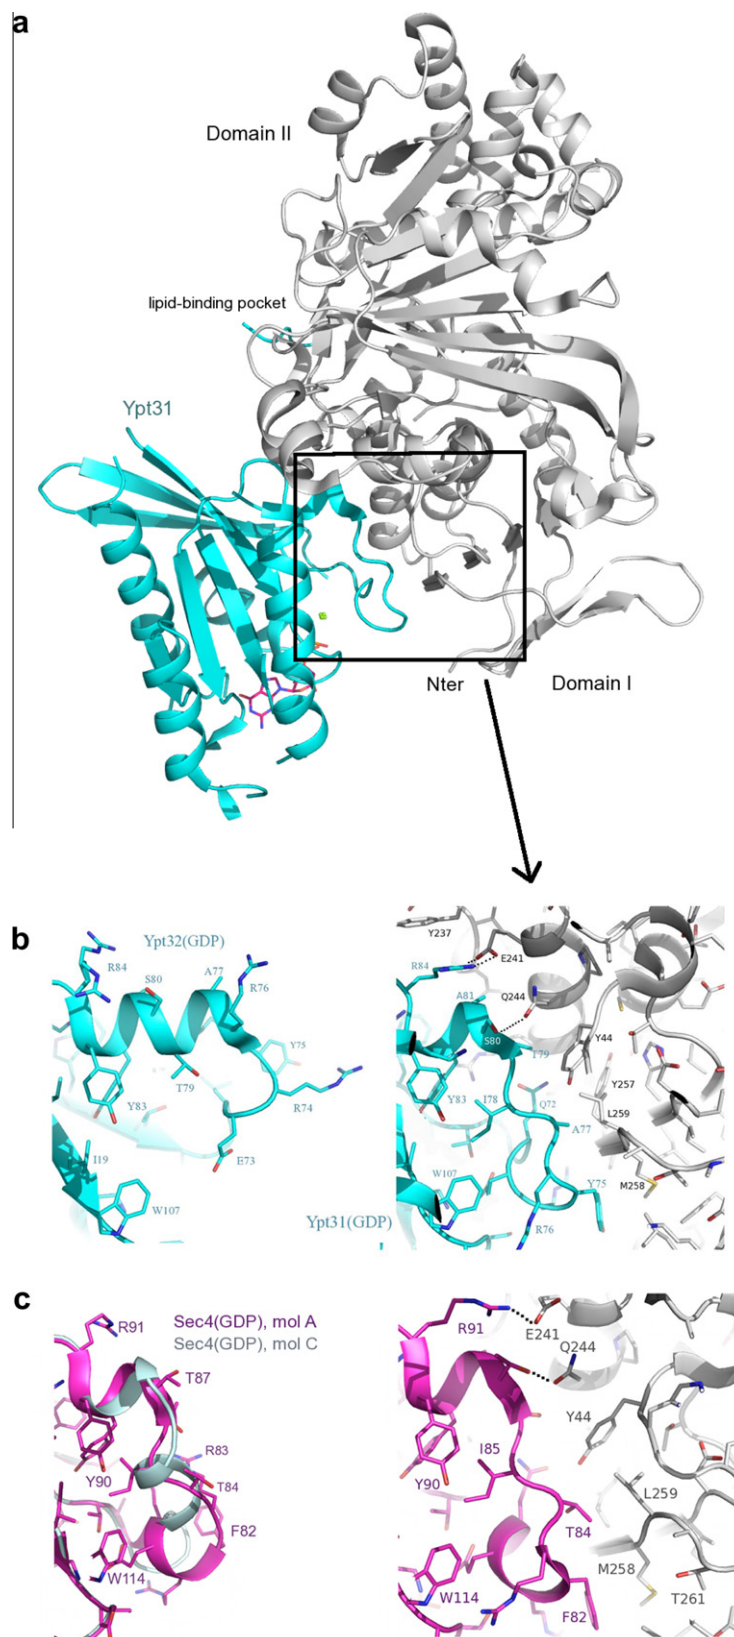 a
Domain II
lipid-binding pocket
Ypt31
Nter
Domain I
b
Ypt32(GDP)
R84
S80
A77
R76
Y75
T79
R74
Y83
E73
I19
W107
Ypt31(GDP)
Y237
R84
E241
A81
Q244
S80
T79
Y44
Y83
I78
Q72
Y257
L259
A77
W107
M258
Y75
R76
c
Sec4(GDP), mol A
Sec4(GDP), mol C
R91
T87
R83
Y90
T84
F82
W114
R91
E241
Q244
Y44
I85
Y90
L259
T84
M258
W114
T261
F82